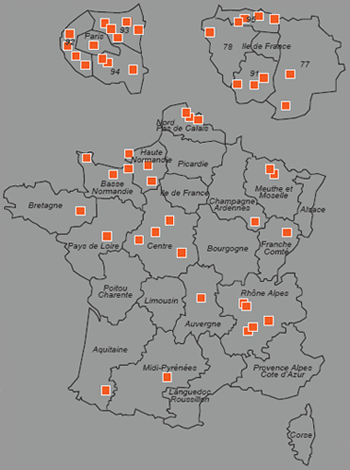 95
93
Paris
92
94
78
Ile de France
77
91
Nord
Pas de Calais
Haute
Normandie
Picardie
Basse
Normandie
Ile de France
Meuthe et
Moselle
Champagne
Ardennes
Alsace
Bretagne
Pays de Loire
Centre
Bourgogne
Franche
Comté
Poitou
Charente
Limousin
Rhône Alpes
Auvergne
Aquitaine
Midi-Pyrénées
Provence Alpes
Cote d'Azur
Languedoc
Roussillon
Corse